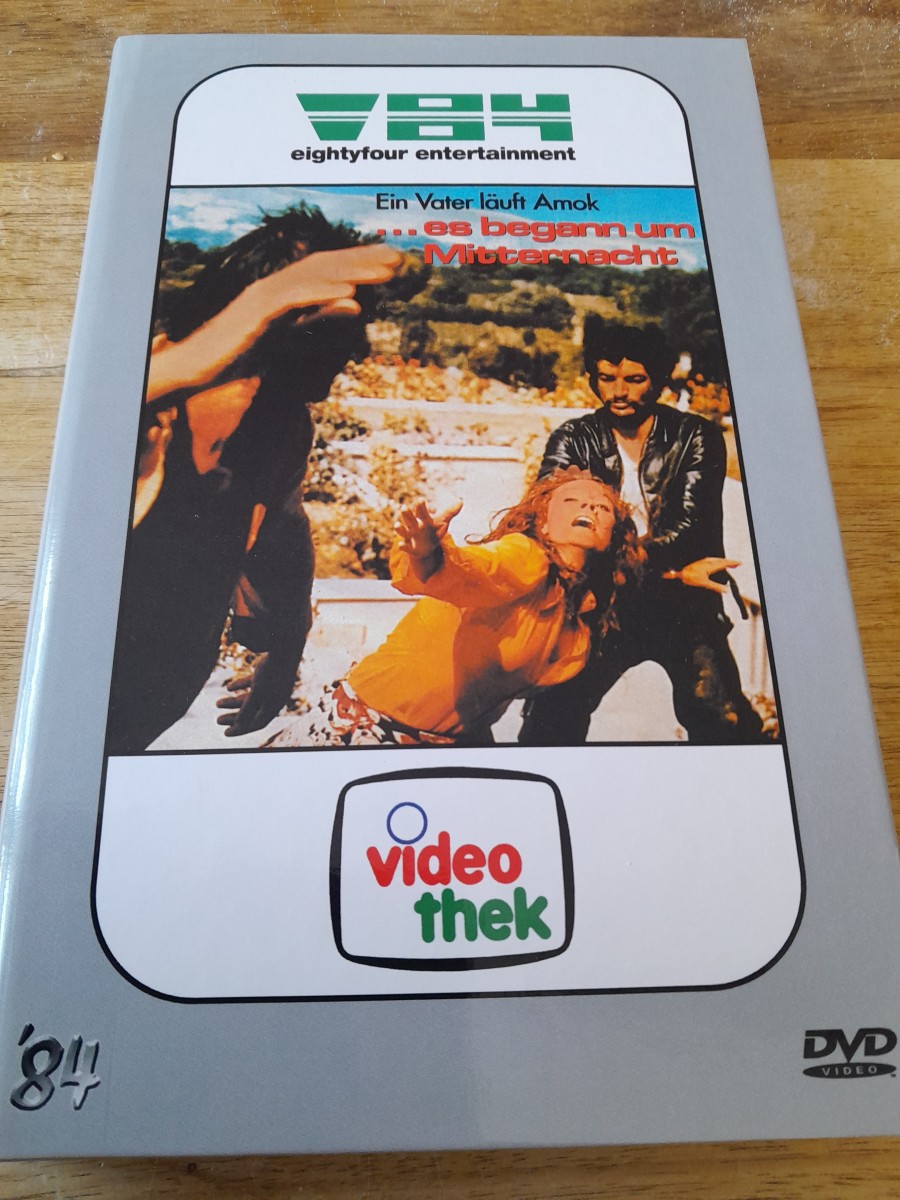 V84
eightyfour entertainment
Ein Vater läuft Amok
...es begann um
Mitternacht
video
thek
'84
DVD
VIDEO